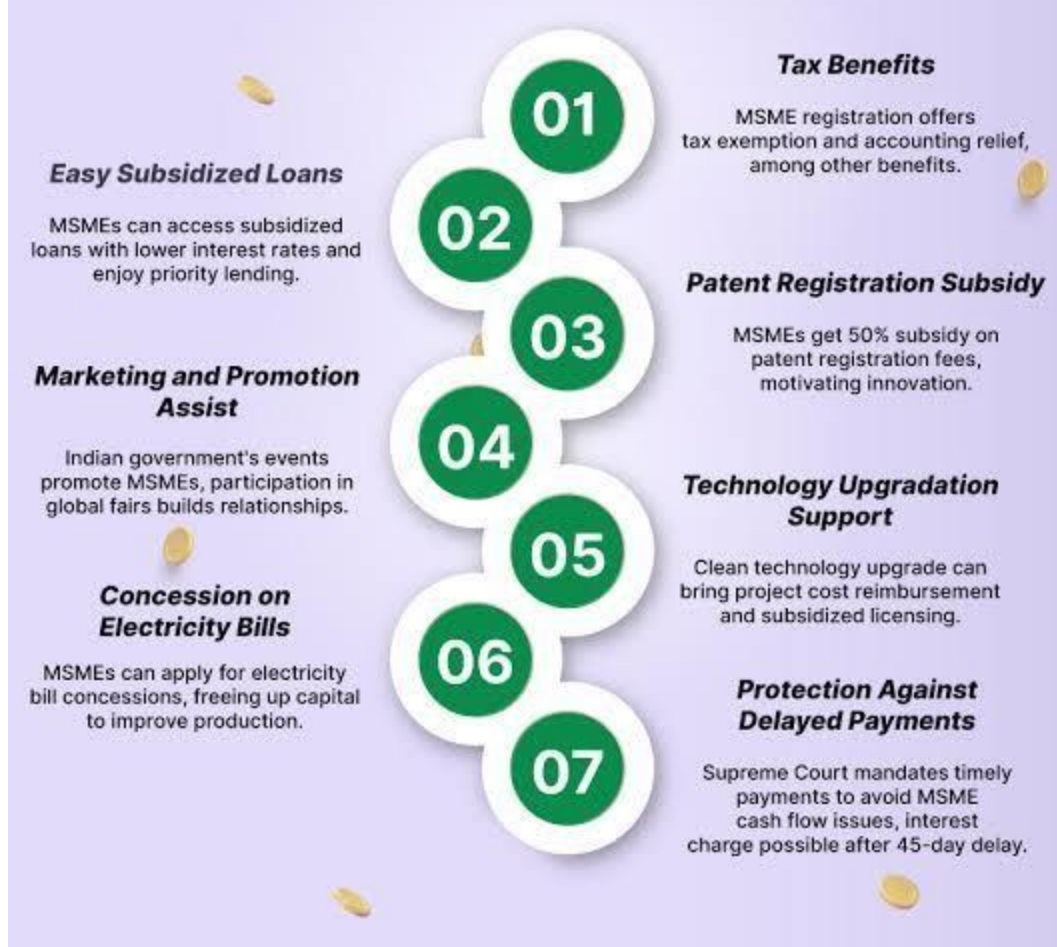 01
Tax Benefits
MSME registration offers
tax exemption and accounting relief,
among other benefits.
02
Easy Subsidized Loans
MSMEs can access subsidized
loans with lower interest rates and
enjoy priority lending.
03
Patent Registration Subsidy
MSMEs get 50% subsidy on
patent registration fees,
motivating innovation.
04
Marketing and Promotion
Assist
Indian government's events
promote MSMEs, participation in
global fairs builds relationships.
05
Technology Upgradation
Support
Clean technology upgrade can
bring project cost reimbursement
and subsidized licensing.
06
Concession on
Electricity Bills
MSMEs can apply for electricity
bill concessions, freeing up capital
to improve production.
07
Protection Against
Delayed Payments
Supreme Court mandates timely
payments to avoid MSME
cash flow issues, interest
charge possible after 45-day delay.